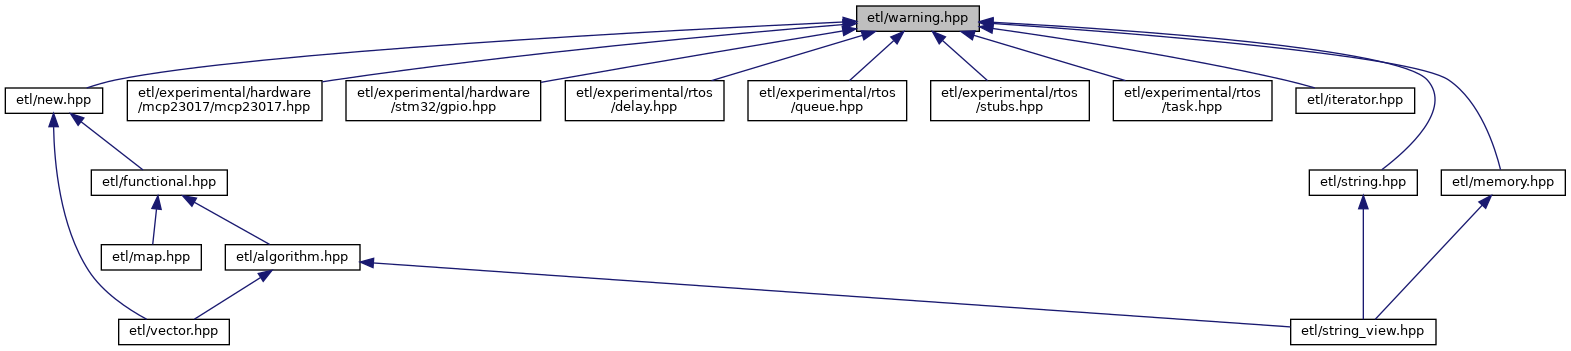 etl/warning.hpp
etl/new.hpp
etl/experimental/hardware
/mcp23017/mcp23017.hpp
etl/experimental/hardware
/stm32/gpio.hpp
etl/experimental/rtos
/delay.hpp
etl/experimental/rtos
/queue.hpp
etl/experimental/rtos
/stubs.hpp
etl/experimental/rtos
/task.hpp
etl/iterator.hpp
etl/functional.hpp
etl/string.hpp
etl/memory.hpp
etl/map.hpp
etl/algorithm.hpp
etl/vector.hpp
etl/string_view.hpp